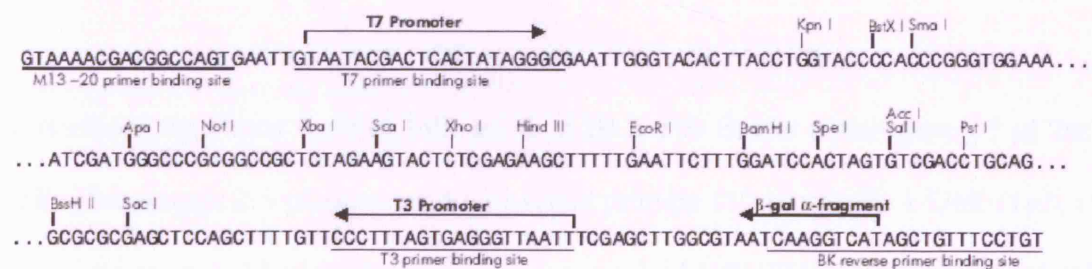 T7 Promoter
Kpn I BstX I Sma I
GTAAAACGACGGCCAGTGAATTGTAATACGACTCACTATAGGGCGAATTGGGTACACTTACCTGGTACCCCACCCGGGTGGAAA...
M13 -20 primer binding site T7 primer binding site
Apa I Not I Xba I Sca I Xho I Hind III EcoR I BamH I Spe I Acc I Sal I Pst I
...ATCGATGGGCCCGCGGCCGCTCTAGAAGTACTCTCGAGAAGCTTTTTGAATTCTTTGGATCCACTAGTGTCGACCTGCAG...
BssH II Sac I T3 Promoter β-gal α-fragment
...GCGCGCGAGCTCCAGCTTTTGTTCCCTTTAGTGAGGGTTAATTTCGAGCTTGGCGTAATCAAGGTCATAGCTGTTTCCTGT
T3 primer binding site BK reverse primer binding site